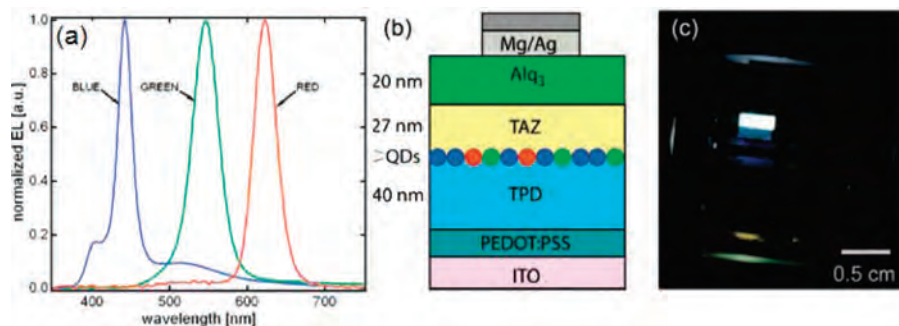 (a)
normalized EL [a.u.]
1.0
0.8
0.6
0.4
0.2
0.0
BLUE
GREEN
RED
400
500
600
700
wavelength [nm]
(b)
Mg/Ag
20 nm
Alq3
27 nm
TAZ
QDs
40 nm
TPD
PEDOT:PSS
ITO
(c)
0.5 cm